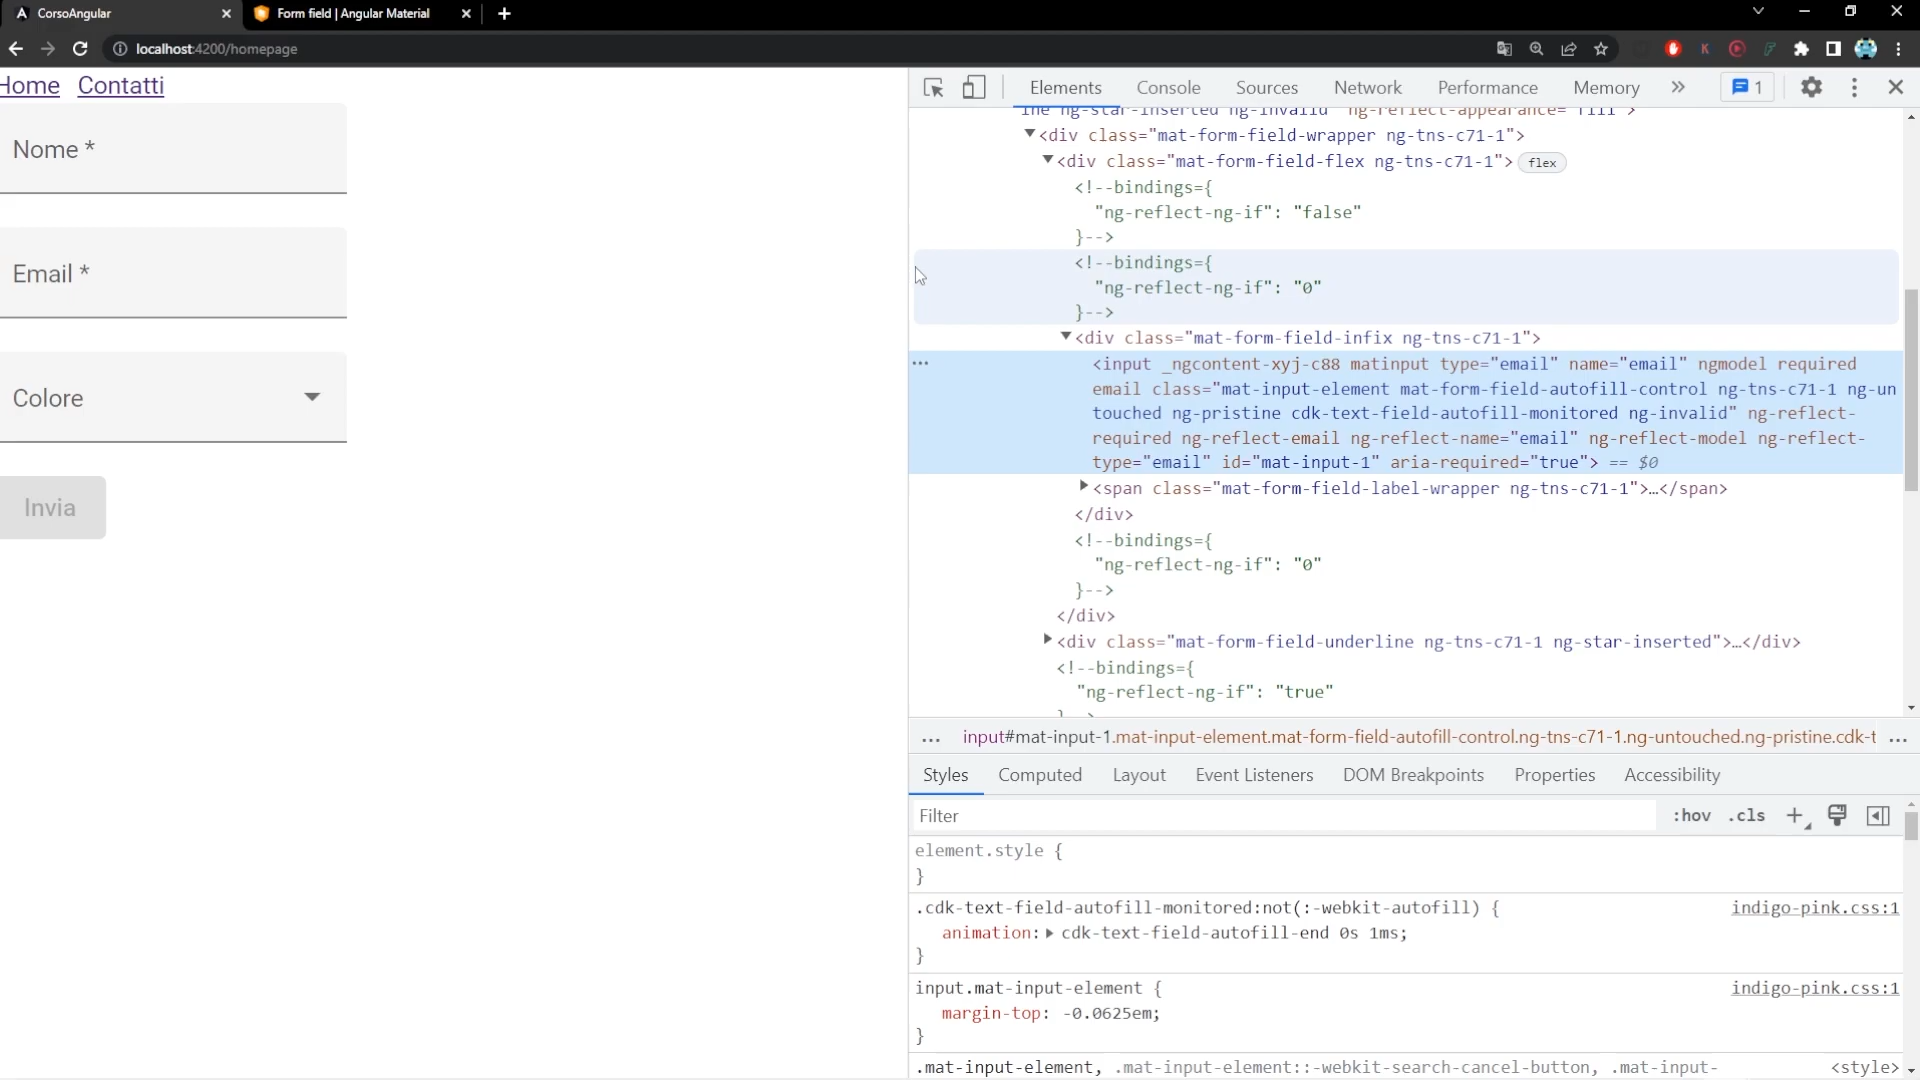 CorsoAngular
Form field | Angular Material
localhost:4200/homepage
Home Contatti
Nome *
Email *
Colore
Invia
Elements Console Sources Network Performance Memory 1
<div class="mat-form-field-wrapper ng-tns-c71-1">
<div class="mat-form-field-flex ng-tns-c71-1"> flex
<!--bindings={
"ng-reflect-ng-if": "false"
}-->
<!--bindings={
"ng-reflect-ng-if": "0"
}-->
<div class="mat-form-field-infix ng-tns-c71-1">
<input _ngcontent-xyj-c88 matinput type="email" name="email" ngmodel required
email class="mat-input-element mat-form-field-autofill-control ng-tns-c71-1 ng-un
touched ng-pristine cdk-text-field-autofill-monitored ng-invalid" ng-reflect-
required ng-reflect-email ng-reflect-name="email" ng-reflect-model ng-reflect-
type="email" id="mat-input-1" aria-required="true"> == $0
<span class="mat-form-field-label-wrapper ng-tns-c71-1">…</span>
</div>
<!--bindings={
"ng-reflect-ng-if": "0"
}-->
</div>
<div class="mat-form-field-underline ng-tns-c71-1 ng-star-inserted">…</div>
<!--bindings={
"ng-reflect-ng-if": "true"
... input#mat-input-1.mat-input-element.mat-form-field-autofill-control.ng-tns-c71-1.ng-untouched.ng-pristine.cdk-t ...
Styles Computed Layout Event Listeners DOM Breakpoints Properties Accessibility
Filter :hov .cls
element.style {
}
.cdk-text-field-autofill-monitored:not(:-webkit-autofill) { indigo-pink.css:1
animation: cdk-text-field-autofill-end 0s 1ms;
}
input.mat-input-element { indigo-pink.css:1
margin-top: -0.0625em;
}
.mat-input-element, .mat-input-element::-webkit-search-cancel-button, .mat-input- <style>